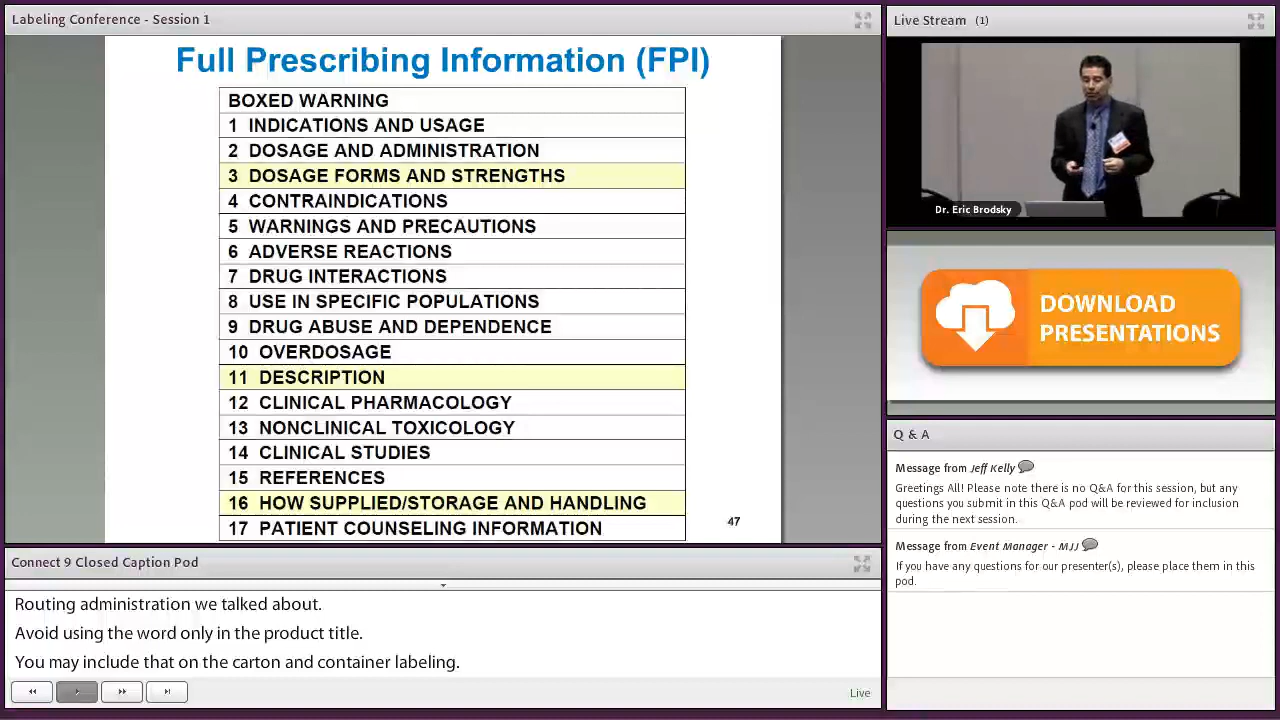 Labeling Conference - Session 1
Full Prescribing Information (FPI)
BOXED WARNING
1 INDICATIONS AND USAGE
2 DOSAGE AND ADMINISTRATION
3 DOSAGE FORMS AND STRENGTHS
4 CONTRAINDICATIONS
5 WARNINGS AND PRECAUTIONS
6 ADVERSE REACTIONS
7 DRUG INTERACTIONS
8 USE IN SPECIFIC POPULATIONS
9 DRUG ABUSE AND DEPENDENCE
10 OVERDOSAGE
11 DESCRIPTION
12 CLINICAL PHARMACOLOGY
13 NONCLINICAL TOXICOLOGY
14 CLINICAL STUDIES
15 REFERENCES
16 HOW SUPPLIED/STORAGE AND HANDLING
17 PATIENT COUNSELING INFORMATION
47
Connect 9 Closed Caption Pod
Routing administration we talked about.
Avoid using the word only in the product title.
You may include that on the carton and container labeling.
Live
Live Stream (1)
Dr. Eric Brodsky
DOWNLOAD
PRESENTATIONS
Q & A
Message from Jeff Kelly
Greetings All! Please note there is no Q&A for this session, but any
questions you submit in this Q&A pod will be reviewed for inclusion
during the next session.
Message from Event Manager - MJJ
If you have any questions for our presenter(s), please place them in this
pod.